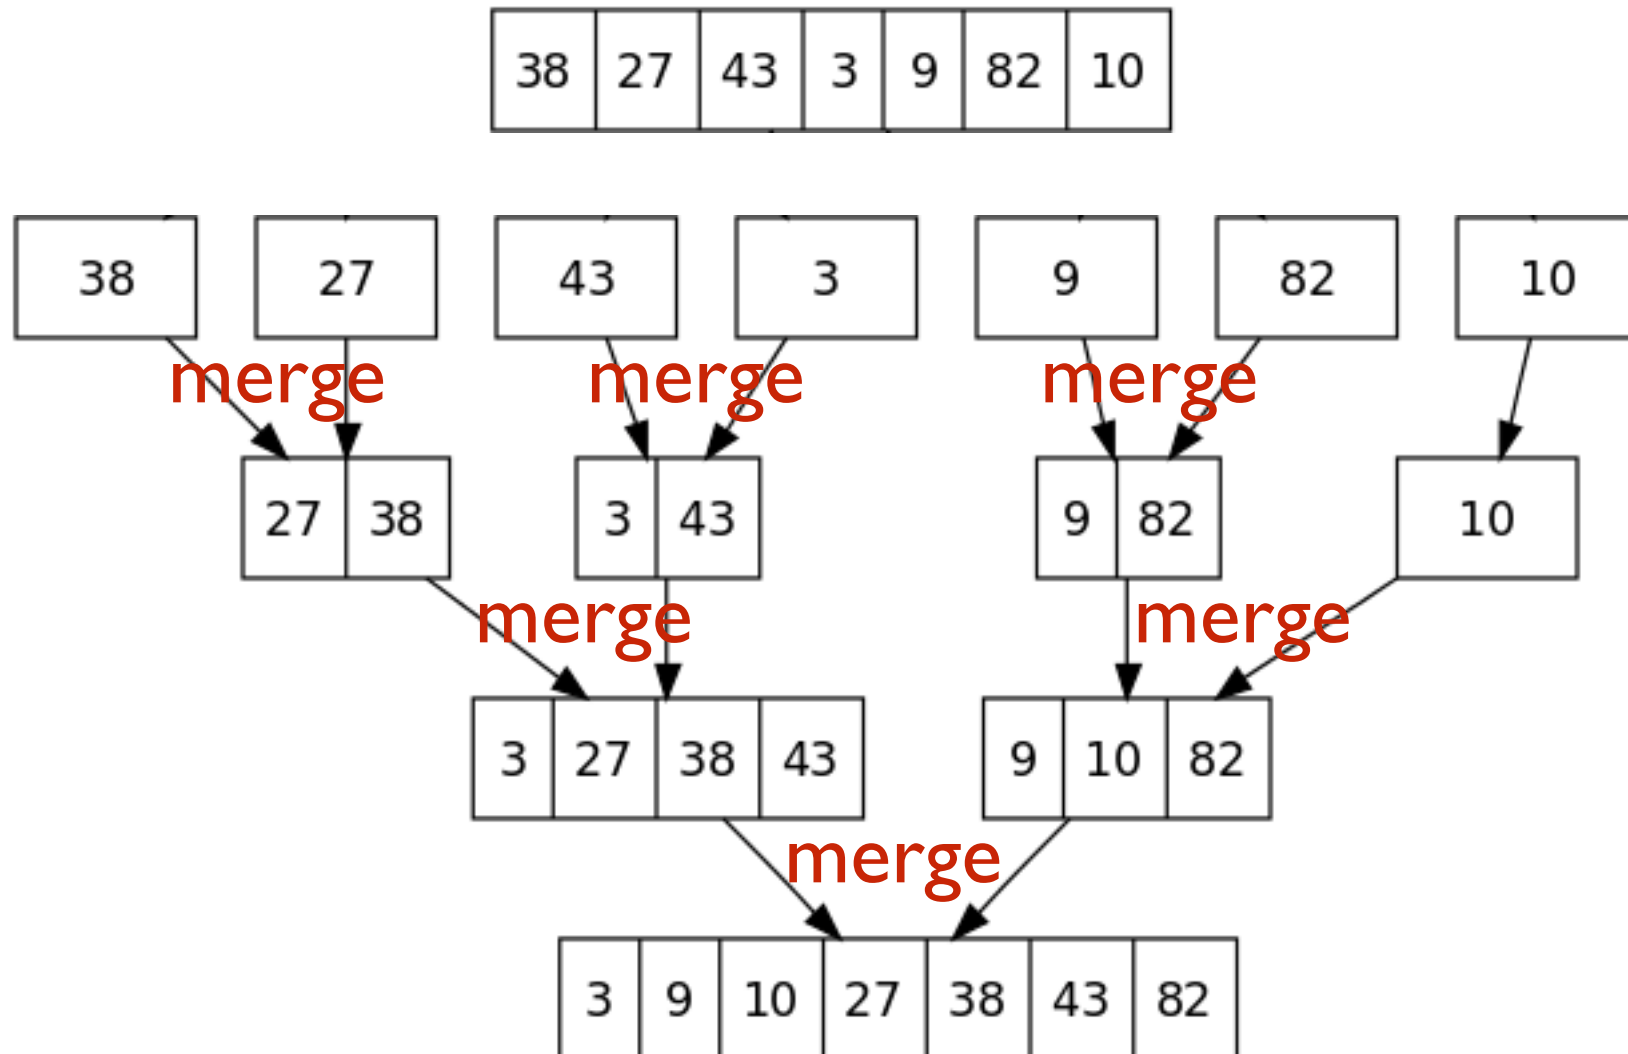 38 27 43 3 9 82 10
38 27 43 3 9 82 10
merge merge merge
27 38 3 43 9 82 10
merge merge
3 27 38 43 9 10 82
merge
3 9 10 27 38 43 82